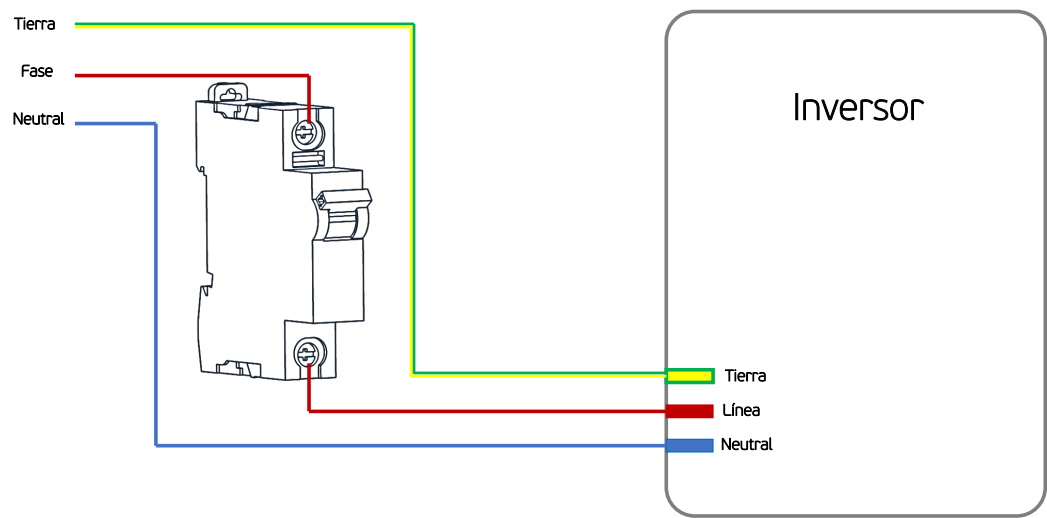 Tierra
Fase
Neutral
Inversor
Tierra
Línea
Neutral